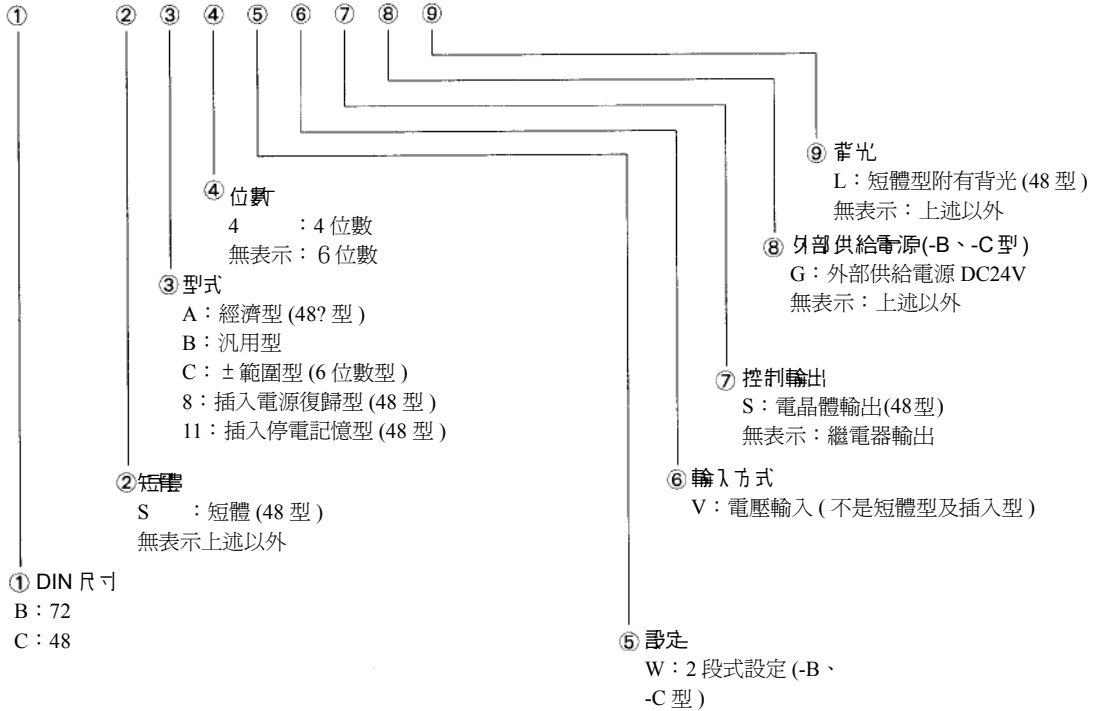 ① ② ③ ④ ⑤ ⑥ ⑦ ⑧ ⑨
⑨ 背光
L：短體型附有背光 (48 型 )
無表示：上述以外
④ 位數
4 ：4 位數
無表示：６位數
⑧ 外部供給電源(-B、-C 型 )
G：外部供給電源 DC24V
無表示：上述以外
③ 型式
A：經濟型 (48? 型 )
B：汎用型
C：±範圍型 (6 位數型 )
8：插入電源復歸型 (48 型 )
11：插入停電記憶型 (48 型 )
⑦ 控制輸出
S：電晶體輸出(48型)
無表示：繼電器輸出
② 短體
S ：短體 (48 型 )
無表示上述以外
⑥ 輸入方式
V：電壓輸入 ( 不是短體型及插入型 )
① DIN 尺寸
B：72
C：48
⑤ 設定
W：2 段式設定 (-B、
-C 型 )